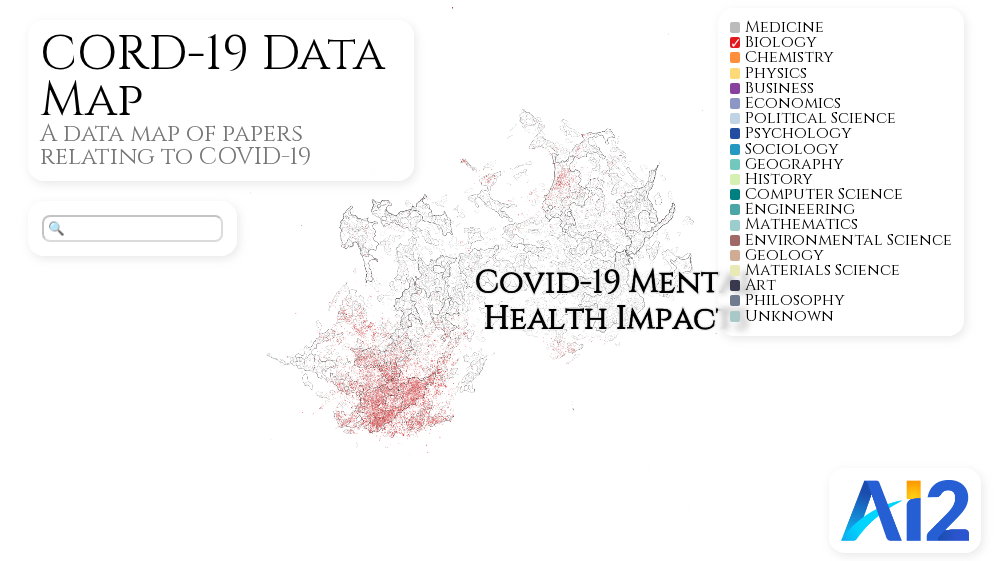 CORD-19 Data
Map
A data map of papers
relating to COVID-19
Covid-19 Mental
Health Impacts
Medicine
Biology
Chemistry
Physics
Business
Economics
Political Science
Psychology
Sociology
Geography
History
Computer Science
Engineering
Mathematics
Environmental Science
Geology
Materials Science
Art
Philosophy
Unknown
Ai2